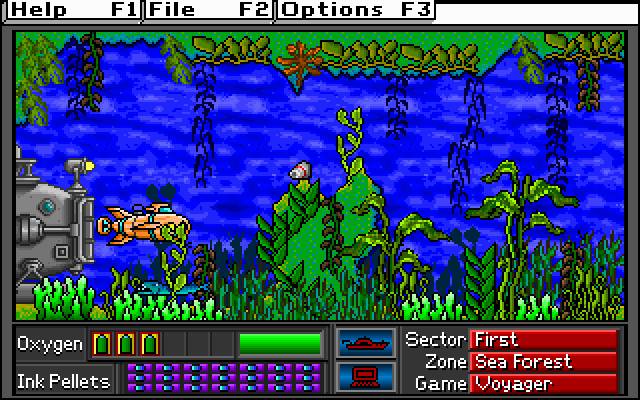 Help F1 File F2 Options F3
Oxygen
Ink Pellets
Sector First
Zone Sea Forest
Game Voyager